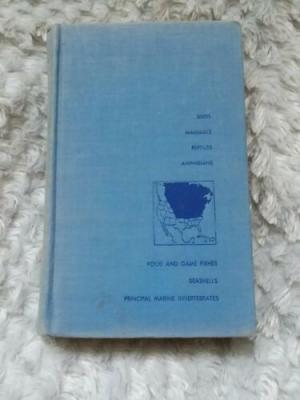 BIRDS
MAMMALS
REPTILES
AMPHIBIANS
FOOD AND GAME FISHES
SEASHELLS
PRINCIPAL MARINE INVERTEBRATES